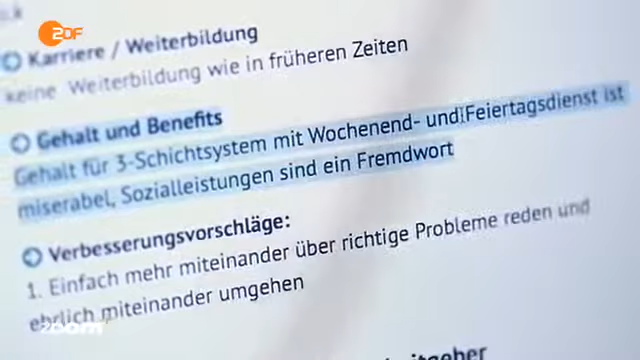 ZDF
Karriere / Weiterbildung
keine Weiterbildung wie in früheren Zeiten
Gehalt und Benefits
Gehalt für 3-Schichtsystem mit Wochenend- und Feiertagsdienst ist
miserabel, Sozialleistungen sind ein Fremdwort
Verbesserungsvorschläge:
1. Einfach mehr miteinander über richtige Probleme reden und
ehrlich miteinander umgehen
zoom